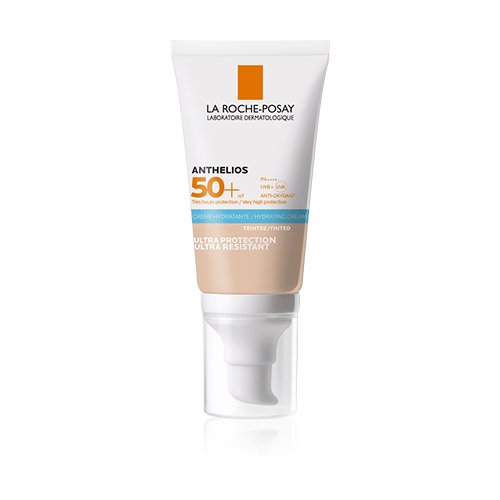 LA ROCHE-POSAY
LABORATOIRE DERMATOLOGIQUE
ANTHELIOS
50+
SPF
PA++++
UVB + UVA
ANTI-OXYDANT
Très haute protection / Very high protection
CRÈME HYDRATANTE / HYDRATING CREAM
TEINTÉE/TINTED
ULTRA PROTECTION
ULTRA RESISTANT